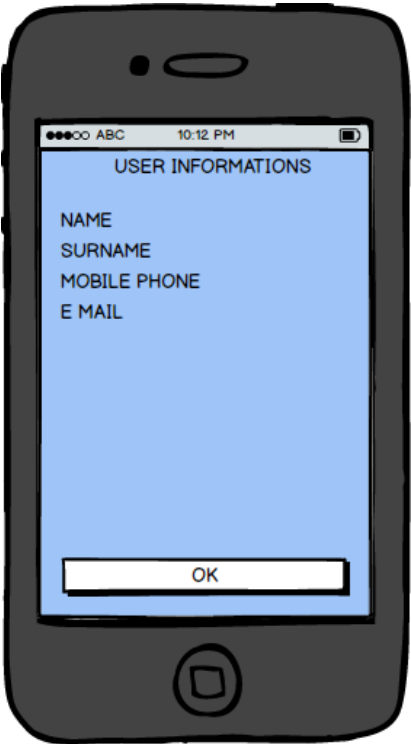 ABC 10:12 PM
USER INFORMATIONS
NAME
SURNAME
MOBILE PHONE
E MAIL
OK